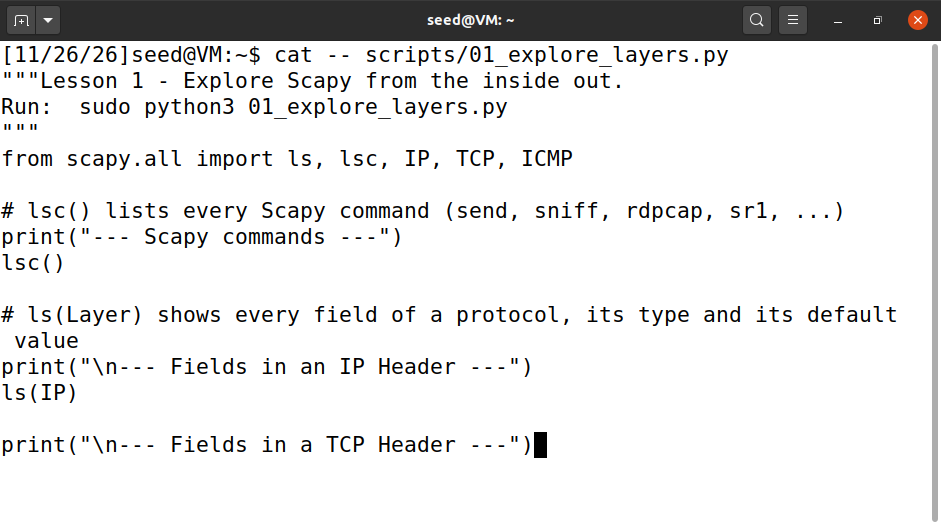 seed@VM: ~
[11/26/26]seed@VM:~$ cat -- scripts/01_explore_layers.py
"""Lesson 1 - Explore Scapy from the inside out.
Run:  sudo python3 01_explore_layers.py
"""
from scapy.all import ls, lsc, IP, TCP, ICMP

# lsc() lists every Scapy command (send, sniff, rdpcap, sr1, ...)
print("--- Scapy commands ---")
lsc()

# ls(Layer) shows every field of a protocol, its type and its default
 value
print("\n--- Fields in an IP Header ---")
ls(IP)

print("\n--- Fields in a TCP Header ---")